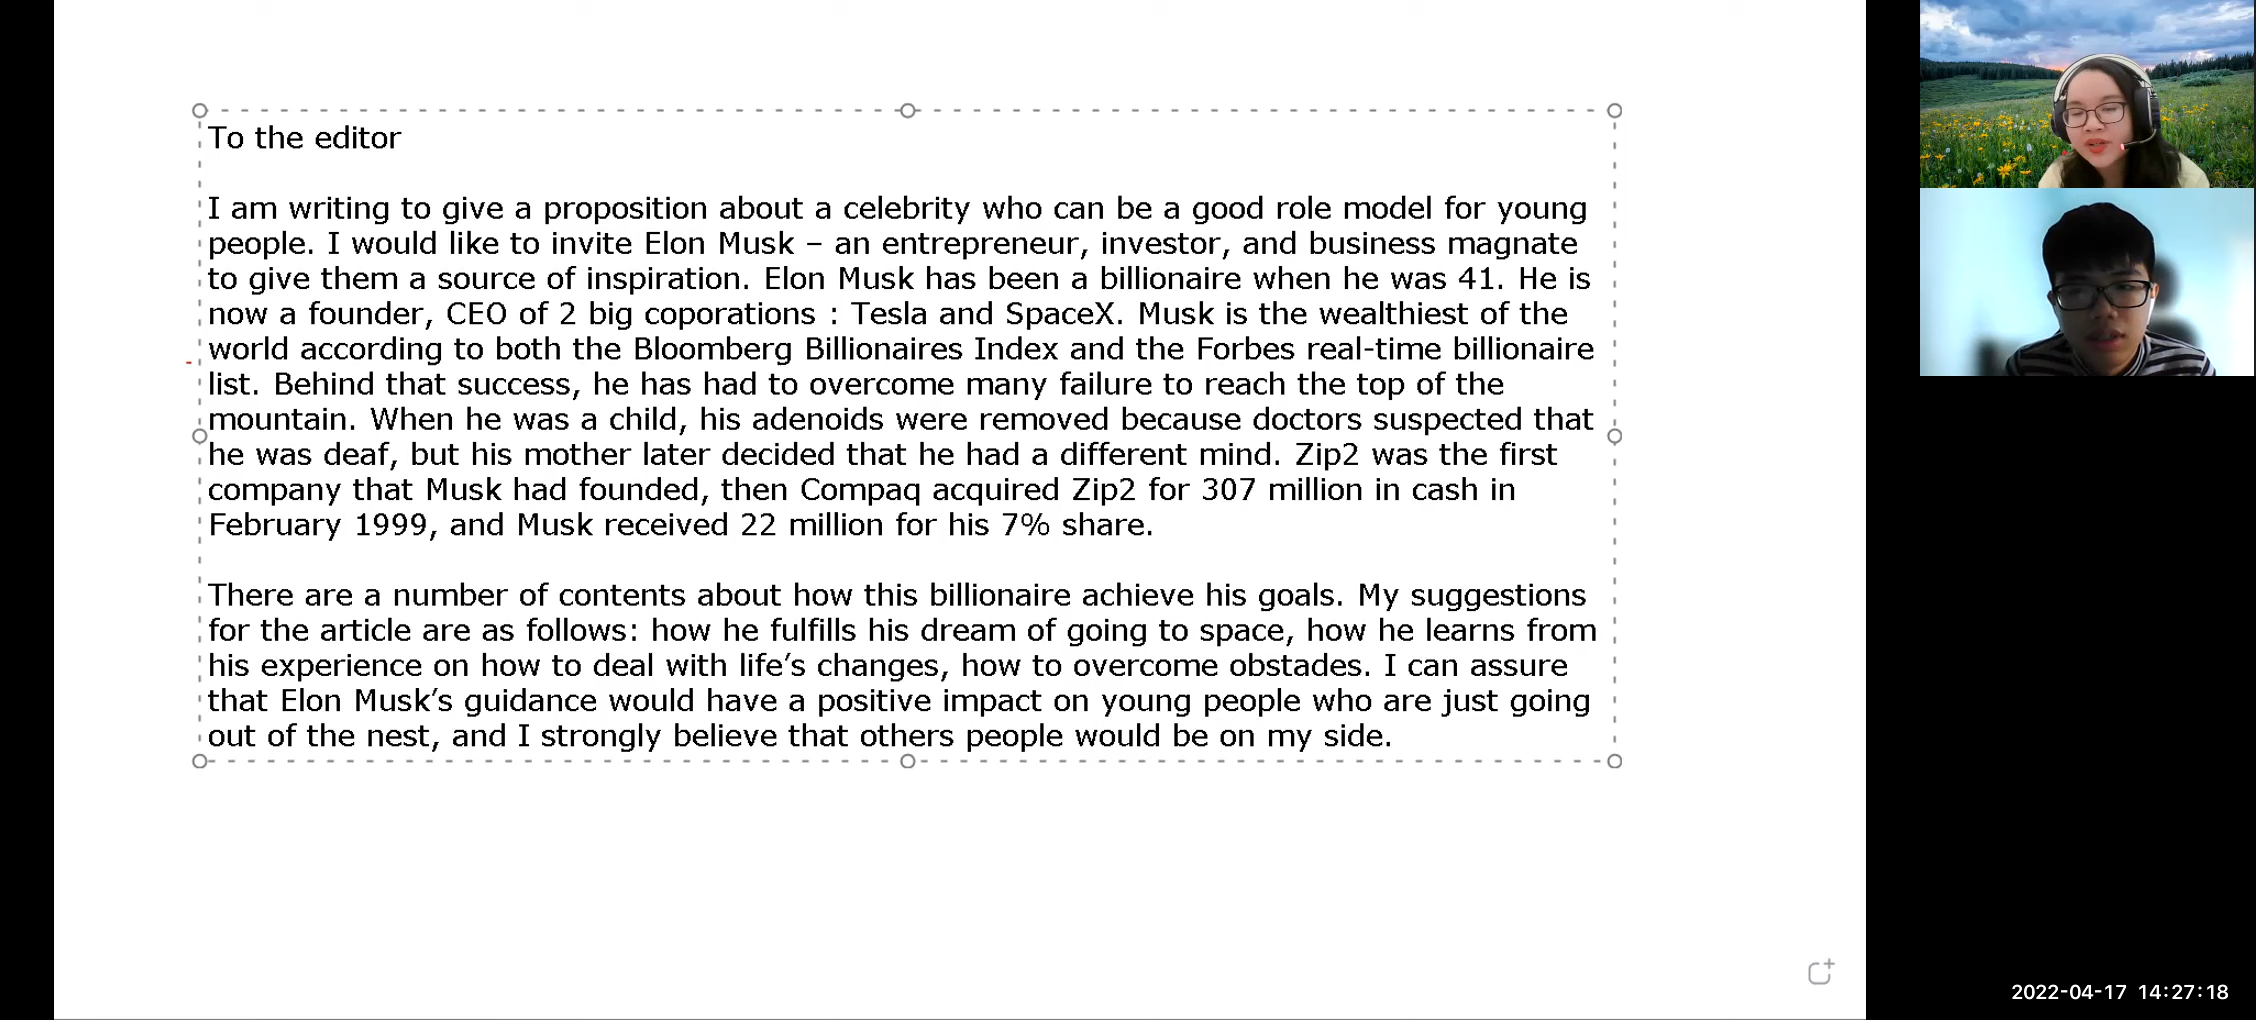 To the editor
I am writing to give a proposition about a celebrity who can be a good role model for young
people. I would like to invite Elon Musk – an entrepreneur, investor, and business magnate
to give them a source of inspiration. Elon Musk has been a billionaire when he was 41. He is
now a founder, CEO of 2 big coporations : Tesla and SpaceX. Musk is the wealthiest of the
world according to both the Bloomberg Billionaires Index and the Forbes real-time billionaire
list. Behind that success, he has had to overcome many failure to reach the top of the
mountain. When he was a child, his adenoids were removed because doctors suspected that
he was deaf, but his mother later decided that he had a different mind. Zip2 was the first
company that Musk had founded, then Compaq acquired Zip2 for 307 million in cash in
February 1999, and Musk received 22 million for his 7% share.
There are a number of contents about how this billionaire achieve his goals. My suggestions
for the article are as follows: how he fulfills his dream of going to space, how he learns from
his experience on how to deal with life’s changes, how to overcome obstades. I can assure
that Elon Musk’s guidance would have a positive impact on young people who are just going
out of the nest, and I strongly believe that others people would be on my side.
2022-04-17 14:27:18